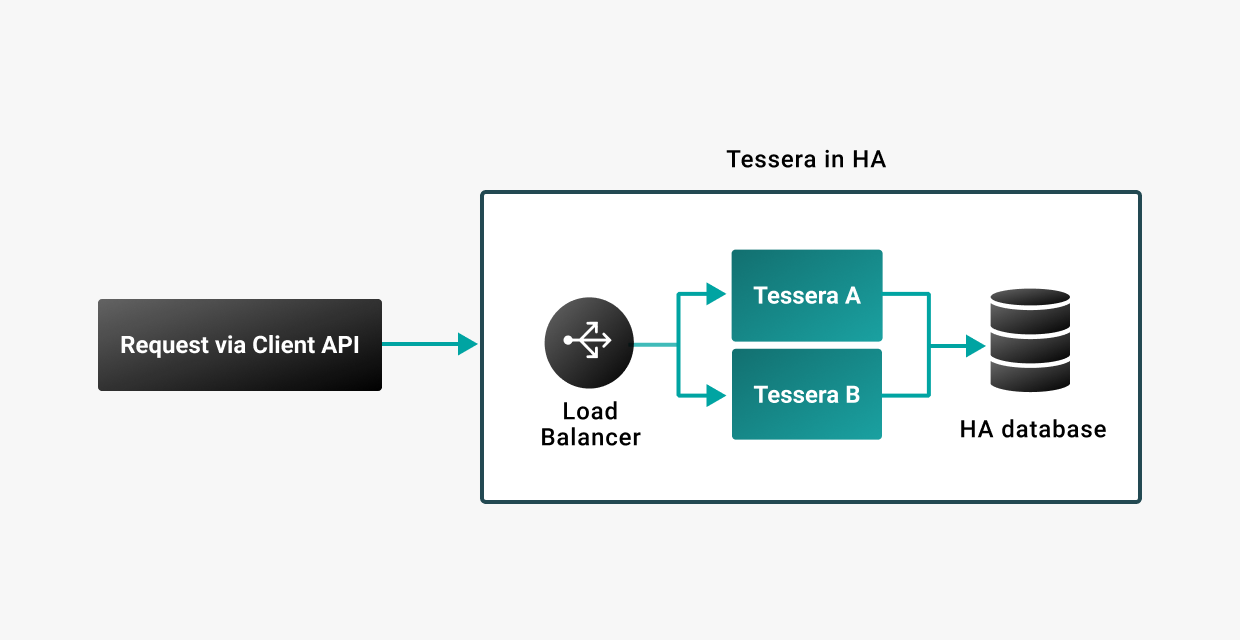 Tessera in HA
Request via Client API
Load
Balancer
Tessera A
Tessera B
HA database